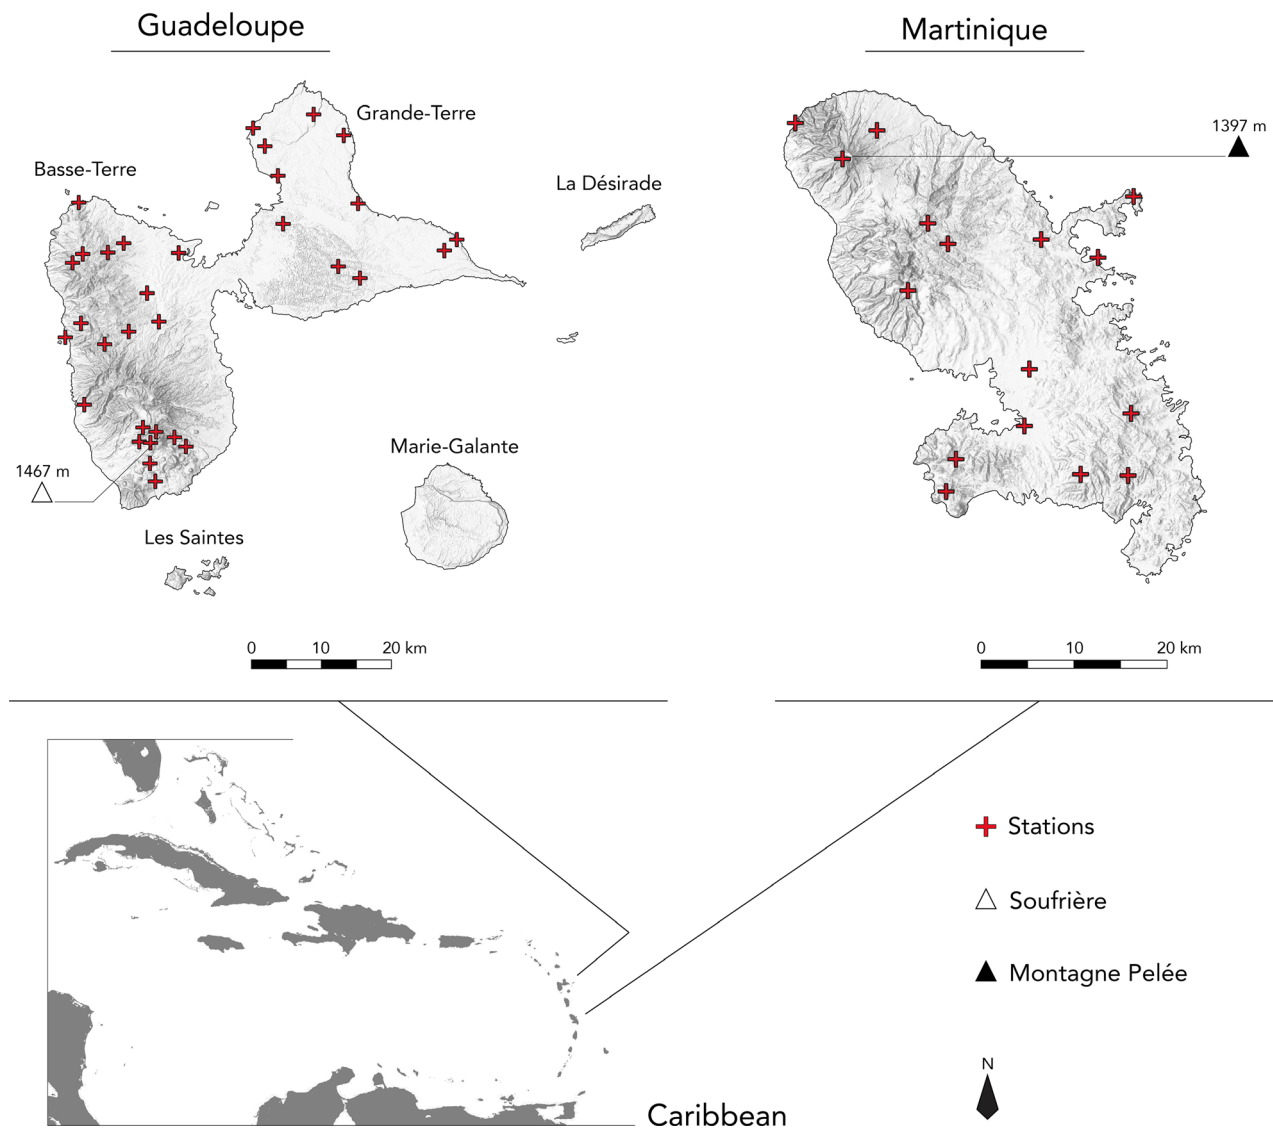 Guadeloupe
Martinique
Grande-Terre
1397 m
Basse-Terre
La Désirade
Marie-Galante
1467 m
Les Saintes
0 10 20 km
0 10 20 km
Stations
Soufrière
Montagne Pelée
N
Caribbean